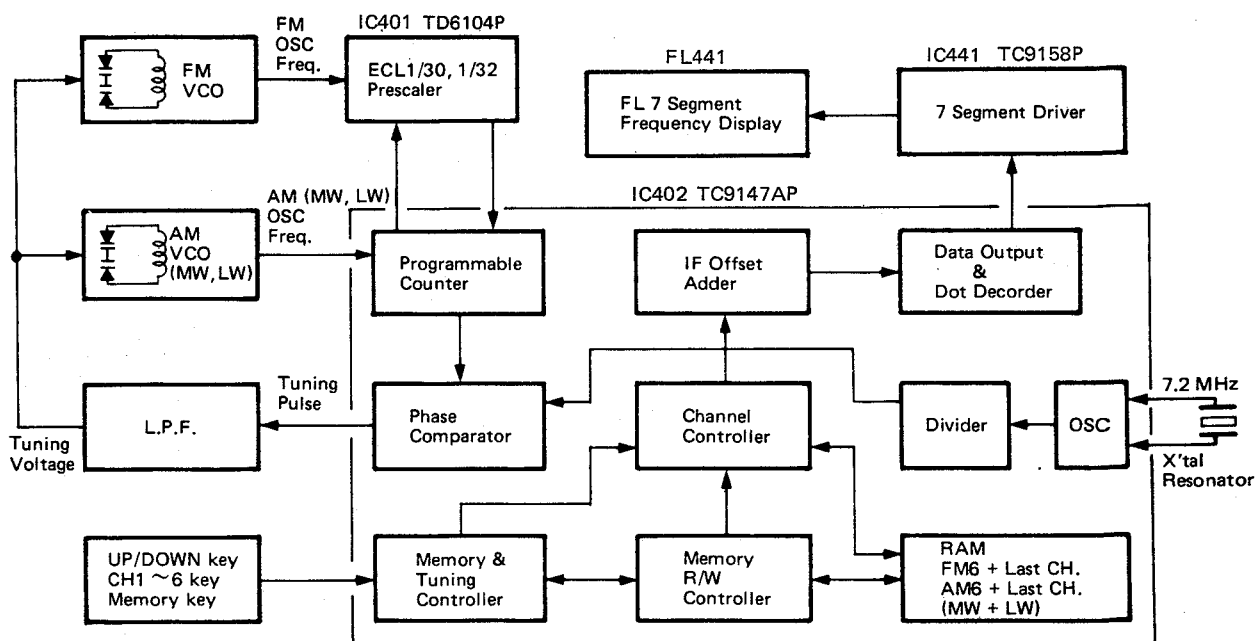 FM
OSC
Freq.
IC401 TD6104P
FM
VCO
ECL1/30, 1/32
Prescaler
FL441
FL 7 Segment
Frequency Display
IC441 TC9158P
7 Segment Driver
AM (MW, LW)
OSC
Freq.
IC402 TC9147AP
AM
VCO
(MW, LW)
Programmable
Counter
IF Offset
Adder
Data Output
&
Dot Decorder
Tuning
Pulse
7.2 MHz
L.P.F.
Phase
Comparator
Channel
Controller
Divider
OSC
Tuning
Voltage
X'tal
Resonator
UP/DOWN key
CH1 ~6 key
Memory key
Memory &
Tuning
Controller
Memory
R/W
Controller
RAM
FM6 + Last CH.
AM6 + Last CH.
(MW + LW)